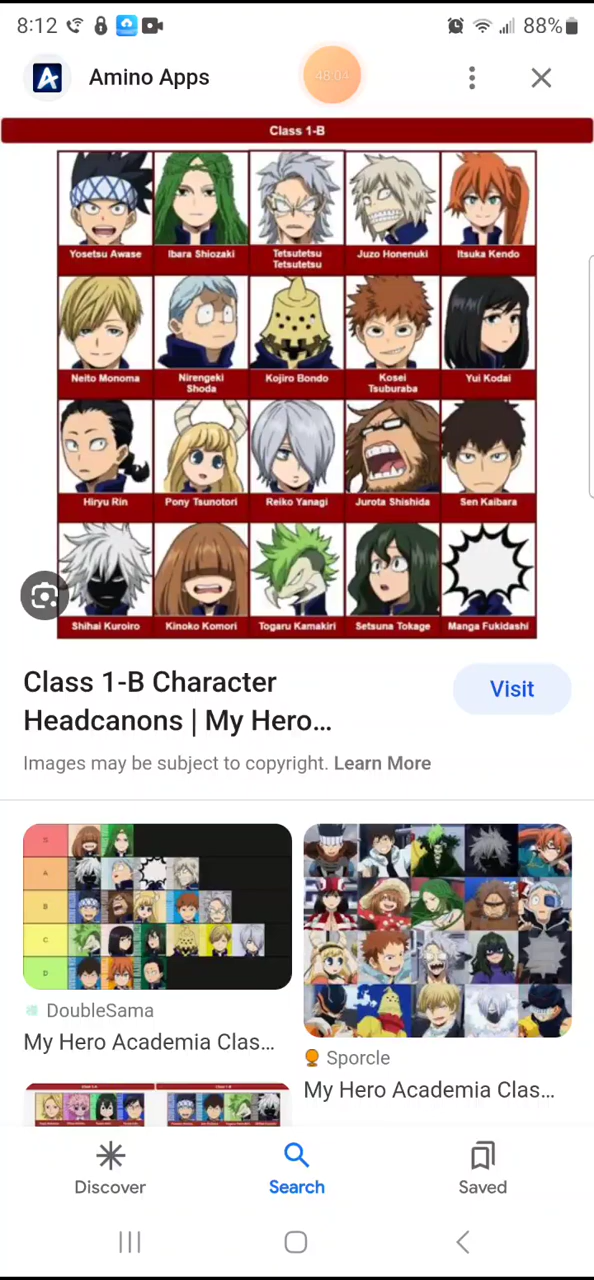 8:12
88%
Amino Apps
48:04
Class 1-B
Yosetsu Awase
Ibara Shiozaki
Tetsutetsu
Tetsutetsu
Juzo Honenuki
Itsuka Kendo
Neito Monoma
Nirengeki
Shoda
Kojiro Bondo
Kosei
Tsuburaba
Yui Kodai
Hiryu Rin
Pony Tsunotori
Reiko Yanagi
Jurota Shishida
Sen Kaibara
Shihai Kuroiro
Kinoko Komori
Togaru Kamakiri
Setsuna Tokage
Manga Fukidashi
Class 1-B Character
Headcanons | My Hero...
Visit
Images may be subject to copyright. Learn More
S
A
B
C
D
DoubleSama
My Hero Academia Clas...
Sporcle
My Hero Academia Clas...
Discover
Search
Saved